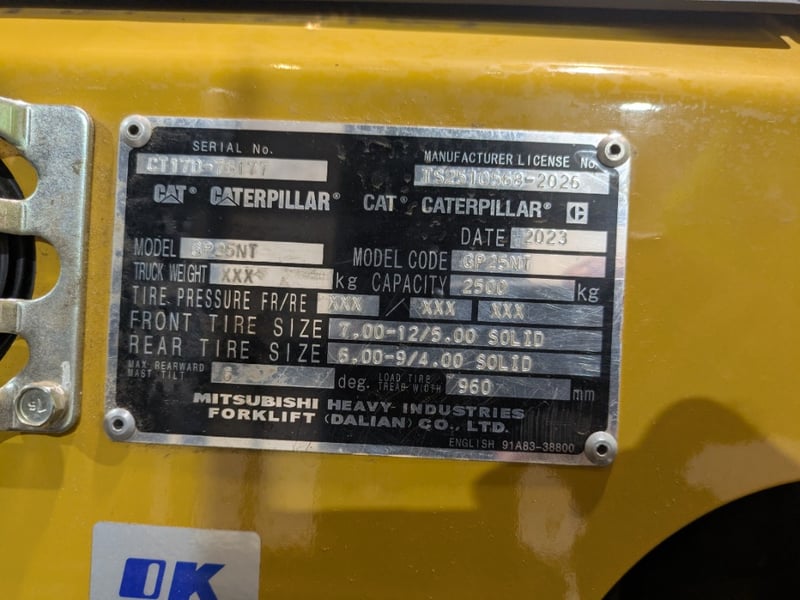 SERIAL No.
MANUFACTURER LICENSE No.
TS2510569-2026
CAT® CATERPILLAR® CAT® CATERPILLAR® C
DATE 2023
MODEL GP25NT MODEL CODE GP25NT
TRUCK WEIGHT XXX kg CAPACITY 2500 kg
TIRE PRESSURE FR/RE XXX / XXX XXX
FRONT TIRE SIZE 7.00-12/5.00 SOLID
REAR TIRE SIZE 6.00-9/4.00 SOLID
MAX. REARWARD MAST TILT 6 deg. LOAD TIRE TREAD WIDTH 960 mm
MITSUBISHI HEAVY INDUSTRIES
FORKLIFT (DALIAN) CO., LTD.
ENGLISH 91A83-38800
OK
15